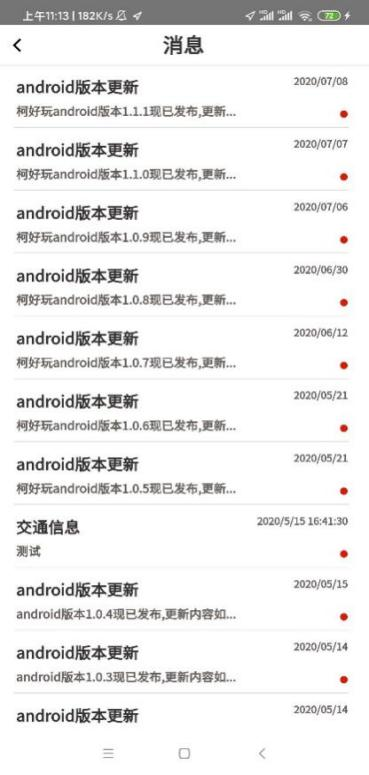 上午11:13 | 182K/s
HD HD 72
消息
android版本更新 2020/07/08
柯好玩android版本1.1.1现已发布,更新...
android版本更新 2020/07/07
柯好玩android版本1.1.0现已发布,更新...
android版本更新 2020/07/06
柯好玩android版本1.0.9现已发布,更新...
android版本更新 2020/06/30
柯好玩android版本1.0.8现已发布,更新...
android版本更新 2020/06/12
柯好玩android版本1.0.7现已发布,更新...
android版本更新 2020/05/21
柯好玩android版本1.0.6现已发布,更新...
android版本更新 2020/05/21
柯好玩android版本1.0.5现已发布,更新...
交通信息 2020/5/15 16:41:30
测试
android版本更新 2020/05/15
android版本1.0.4现已发布,更新内容如...
android版本更新 2020/05/14
android版本1.0.3现已发布,更新内容如...
android版本更新 2020/05/14